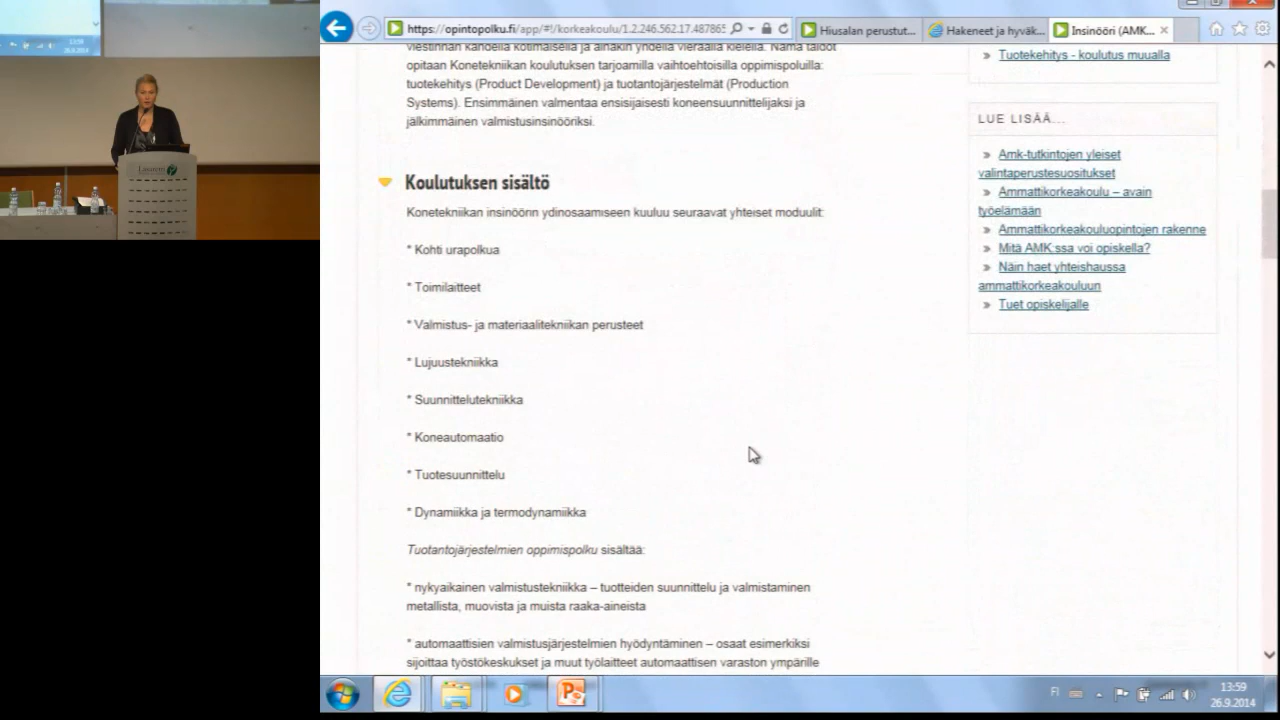 https://opintopolku.fi/app/#!/korkeakoulu/1.2.246.562.17.487865
Hiusalan perustut...
Hakeneet ja hyväk...
Insinööri (AMK...
viestinnän kahdella kotimaisella ja ainakin yhdellä vieraalla kielellä. Nämä taidot
opitaan Konetekniikan koulutuksen tarjoamilla vaihtoehtoisilla oppimispoluilla:
tuotekehitys (Product Development) ja tuotantojärjestelmät (Production
Systems). Ensimmäinen valmentaa ensisijaisesti koneensuunnittelijaksi ja
jälkimmäinen valmistusinsinööriksi.
Koulutuksen sisältö
Konetekniikan insinöönn ydinosaamiseen kuuluu seuraavat yhteiset moduulit:
* Kohti urapolkua
* Toimilaitteet
* Valmistus- ja materiaalitekniikan perusteet
* Lujuustekniikka
* Suunnittelutekniikka
* Koneautomaatio
* Tuotesuunnittelu
* Dynamiikka ja termodynamiikka
Tuotantojärjestelmien oppimispolku sisältää:
* nykyaikainen valmistustekniikka – tuotteiden suunnittelu ja valmistaminen
metallista, muovista ja muista raaka-aineista
* automaattisien valmistusjärjestelmien hyödyntäminen – osaat esimerkiksi
sijoittaa työstökeskukset ja muut työlaitteet automaattisen varaston ympärille
» Tuotekehitys - koulutus muualla
LUE LISÄÄ...
» Amk-tutkintojen yleiset
valintaperustesuositukset
» Ammattikorkeakoulu – avain
työelämään
» Ammattikorkeakouluopintojen rakenne
» Mitä AMK:ssa voi opiskella?
» Näin haet yhteishaussa
ammattikorkeakouluun
» Tuet opiskelijalle
FI
13:59
26.9.2014